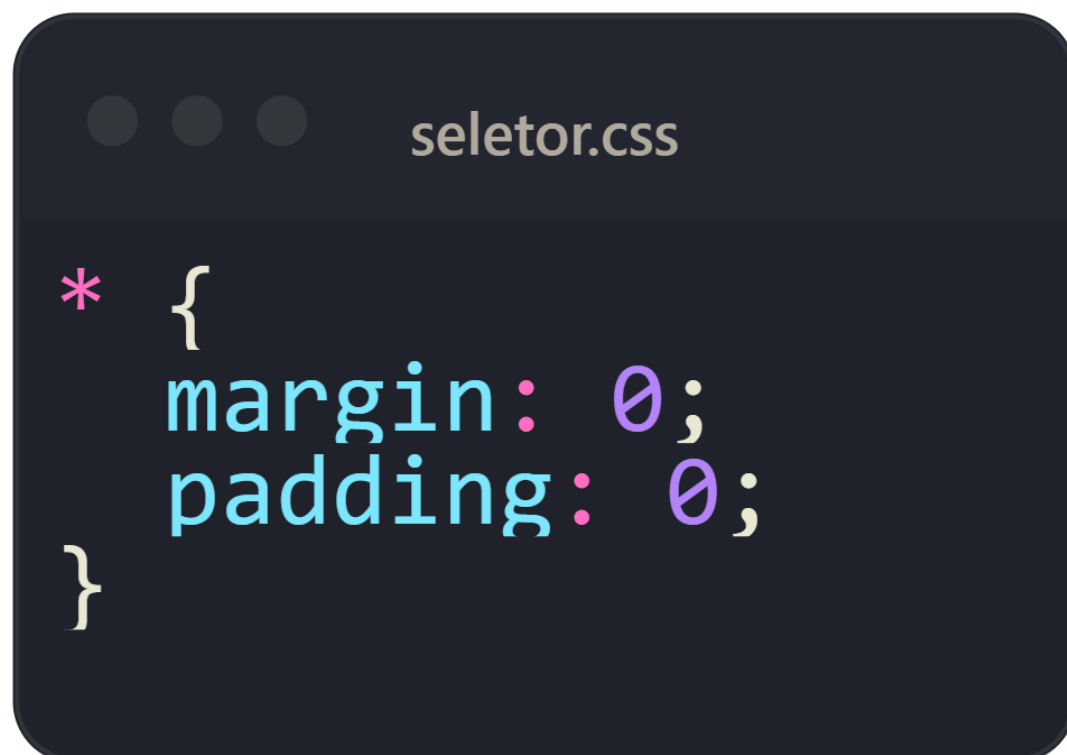 seletor.css
* {
margin: 0;
padding: 0;
}